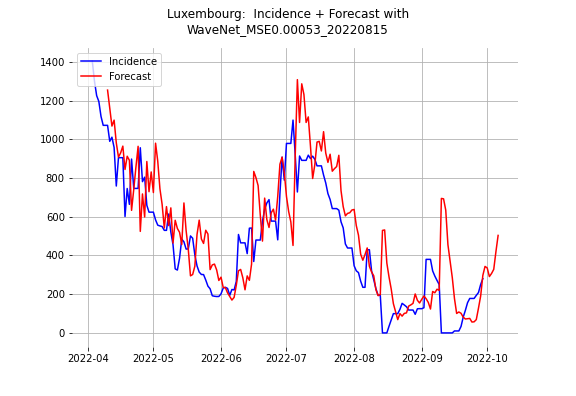 Luxembourg:  Incidence + Forecast with
WaveNet_MSE0.00053_20220815
Incidence
Forecast
1400
1200
1000
800
600
400
200
0
2022-04 2022-05 2022-06 2022-07 2022-08 2022-09 2022-10